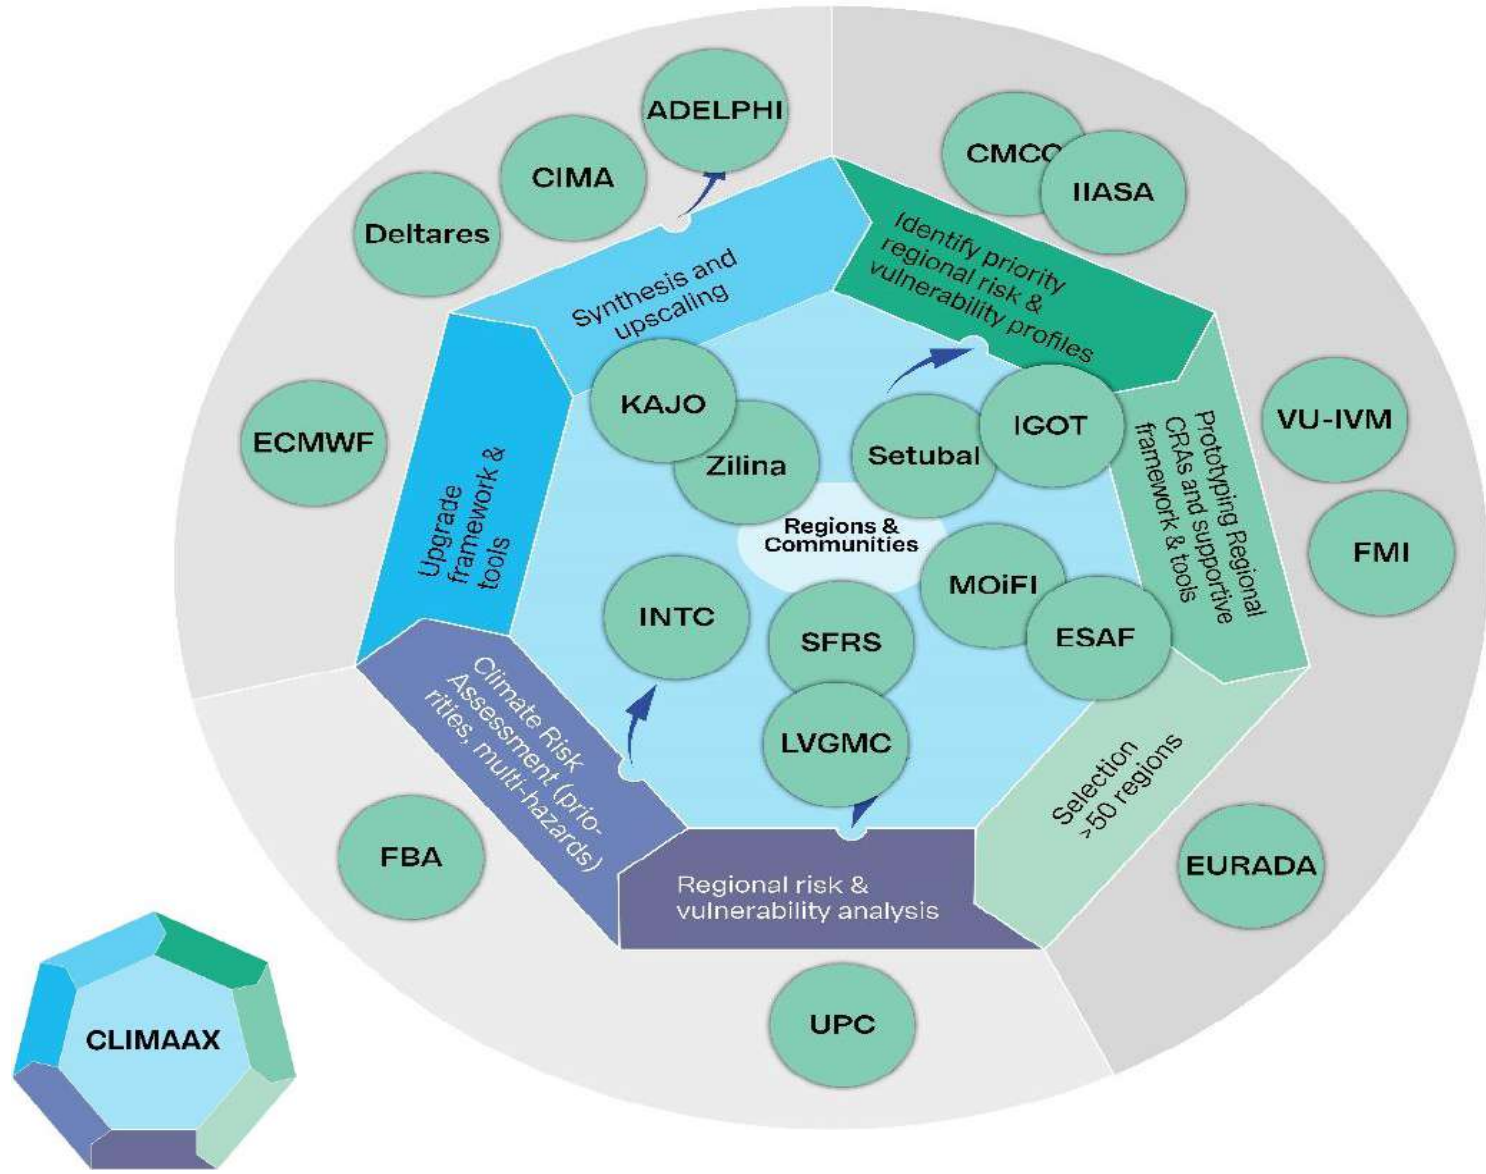 ADELPHI
CIMA
Deltares
ECMWF
CMCC
IIASA
VU-IVM
FMI
EURADA
UPC
FBA
Synthesis and
upscaling
Identify priority
regional risk &
vulnerability profiles
Prototyping Regional
CRAs and supportive
framework & tools
Selection
>50 regions
Regional risk &
vulnerability analysis
Climate Risk
Assessment (prio-
rities, multi-hazards)
Upgrade
framework &
tools
KAJO
Zilina
Setubal
IGOT
Regions &
Communities
MOiFI
ESAF
INTC
SFRS
LVGMC
CLIMAAX